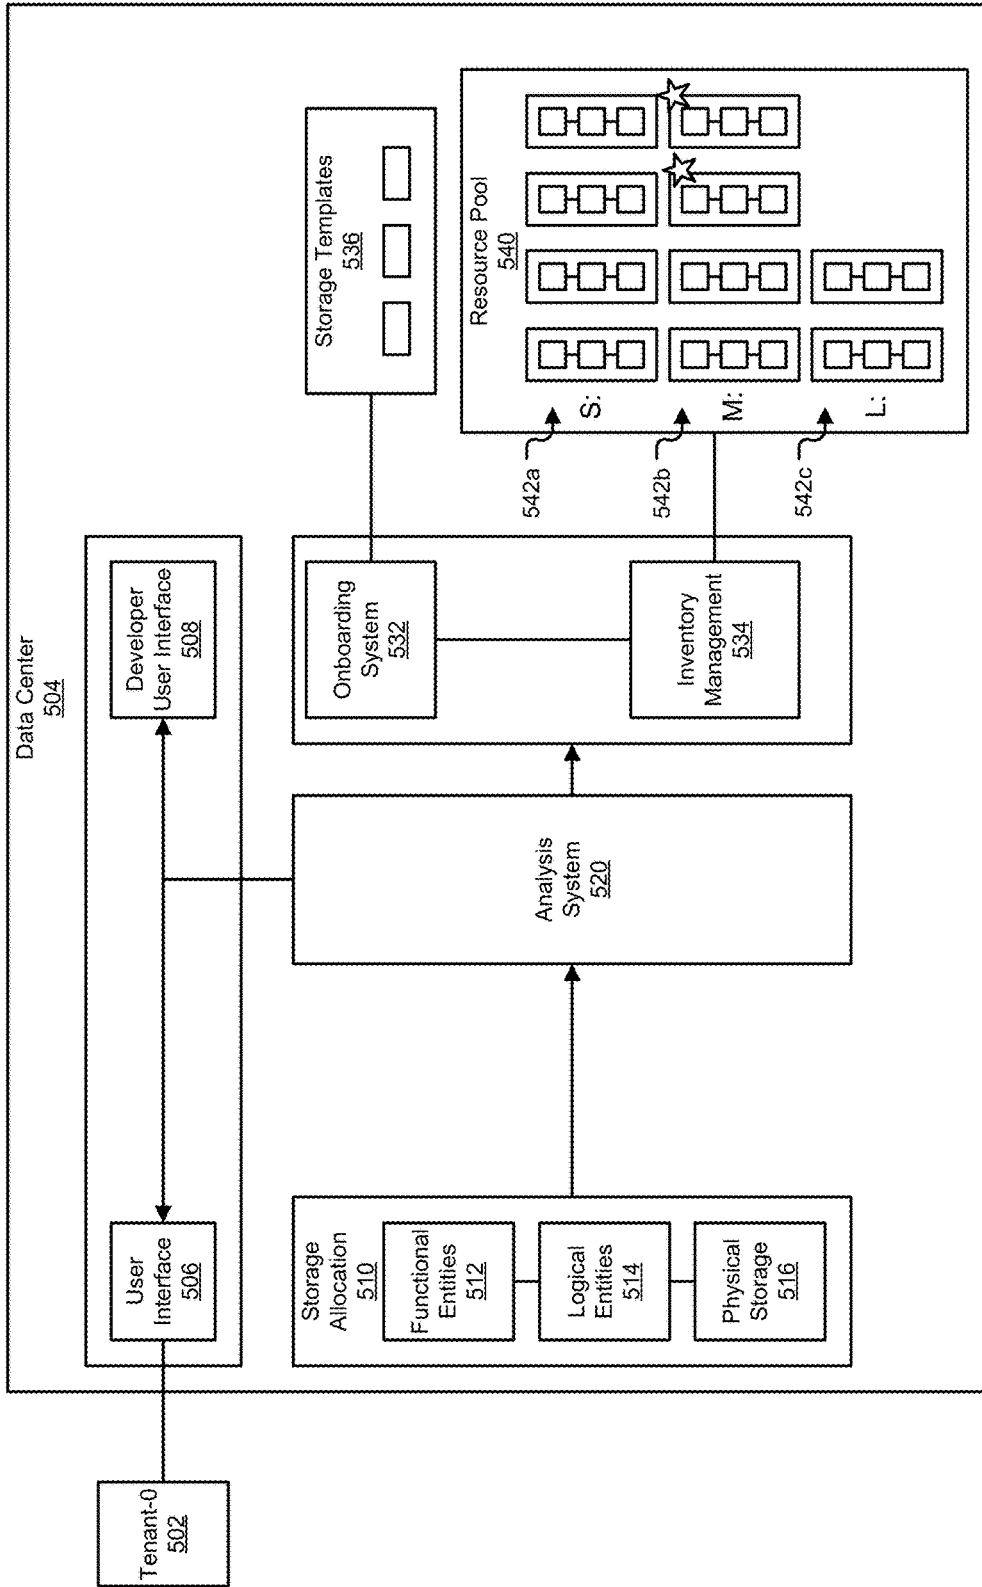 Data Center
504
Tenant-0
502
User
Interface
506
Developer
User Interface
508
Storage
Allocation
510
Functional
Entities
512
Logical
Entities
514
Physical
Storage
516
Analysis
System
520
Onboarding
System
532
Inventory
Management
534
Storage Templates
536
Resource Pool
540
542a
S:
542b
M:
542c
L: